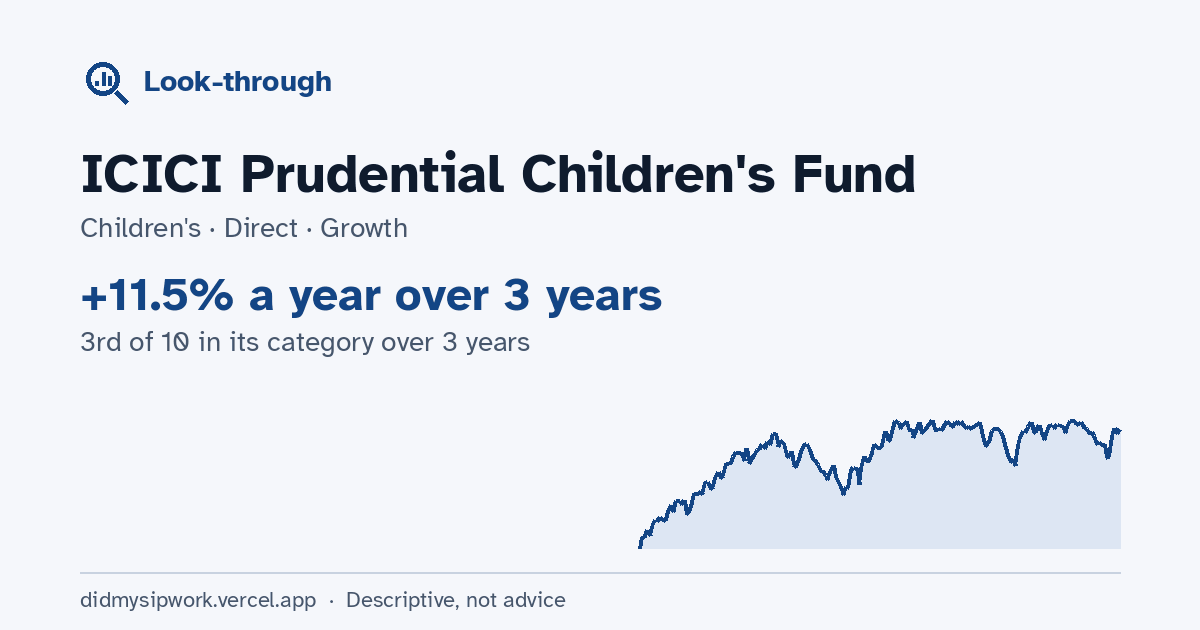 Look-through
ICICI Prudential Children's Fund
Children's · Direct · Growth
+11.5% a year over 3 years
3rd of 10 in its category over 3 years
didmysipwork.vercel.app · Descriptive, not advice